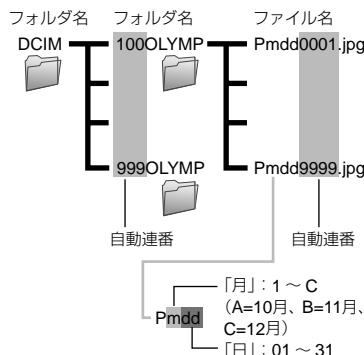 フォルダ名 フォルダ名 ファイル名
DCIM 100OLYMP Pmdd0001.jpg
999OLYMP Pmdd9999.jpg
自動連番 自動連番
「月」：1 ～ C
（A=10月、B=11月、
C=12月）
Pmdd
「日」：01 ～ 31